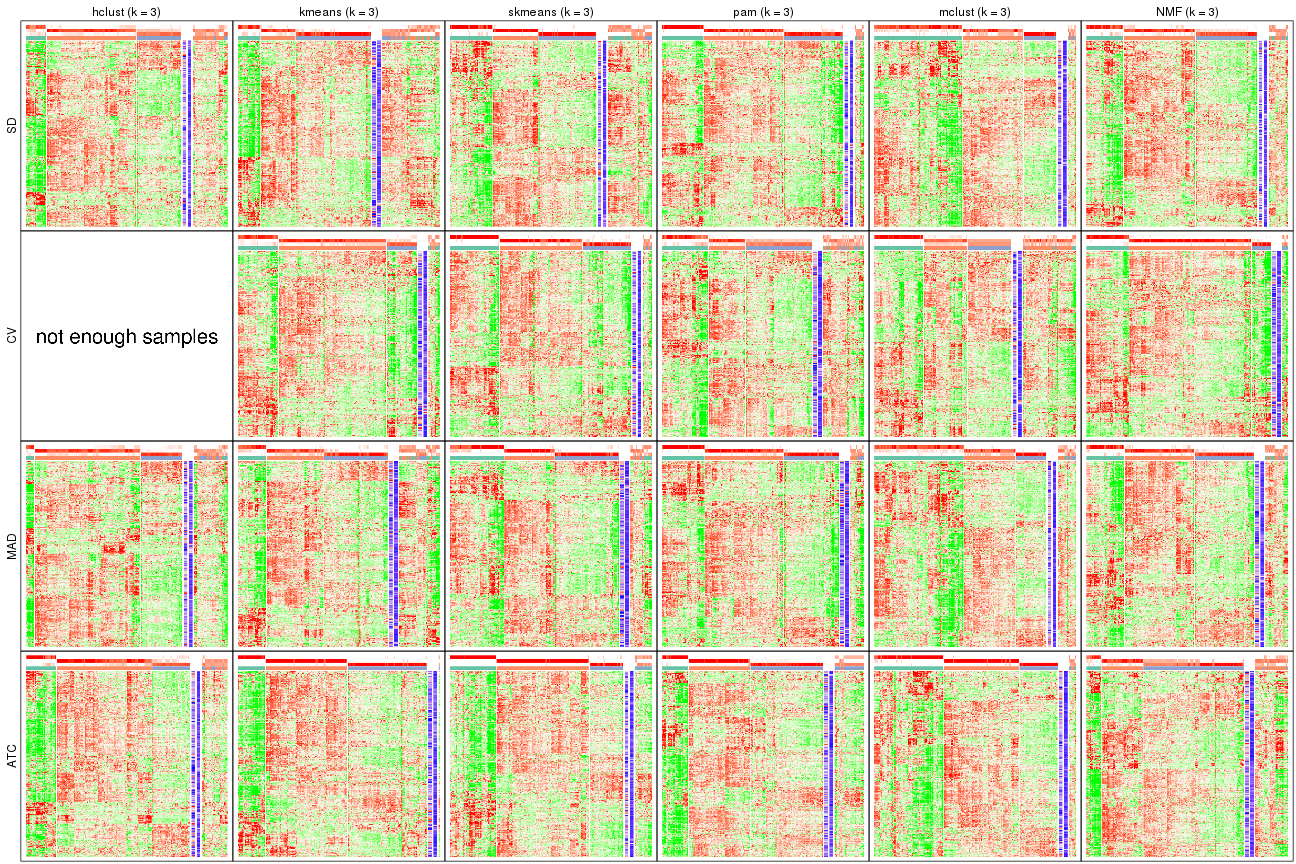 hclust (k = 3) kmeans (k = 3) skmeans (k = 3) pam (k = 3) mclust (k = 3) NMF (k = 3)
SD
CV
not enough samples
MAD
ATC